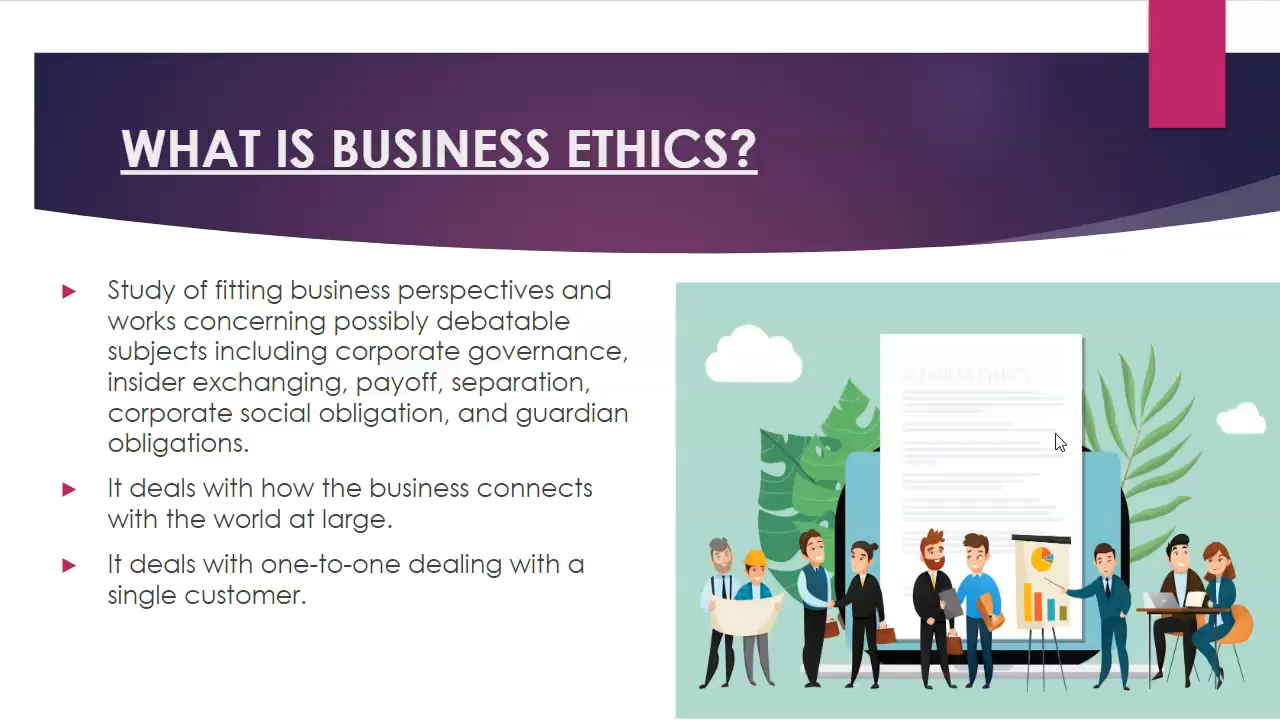 WHAT IS BUSINESS ETHICS?
Study of fitting business perspectives and
works concerning possibly debatable
subjects including corporate governance,
insider exchanging, payoff, separation,
corporate social obligation, and guardian
obligations.
It deals with how the business connects
with the world at large.
It deals with one-to-one dealing with a
single customer.
BUSINESS ETHICS